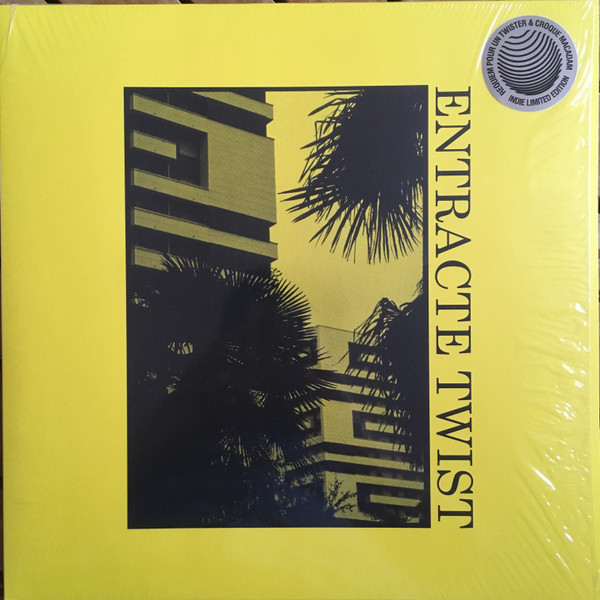 ENTRACTE TWIST
REQUIEM POUR UN TWISTER & CROQUE MACADAM
INDIE LIMITED EDITION